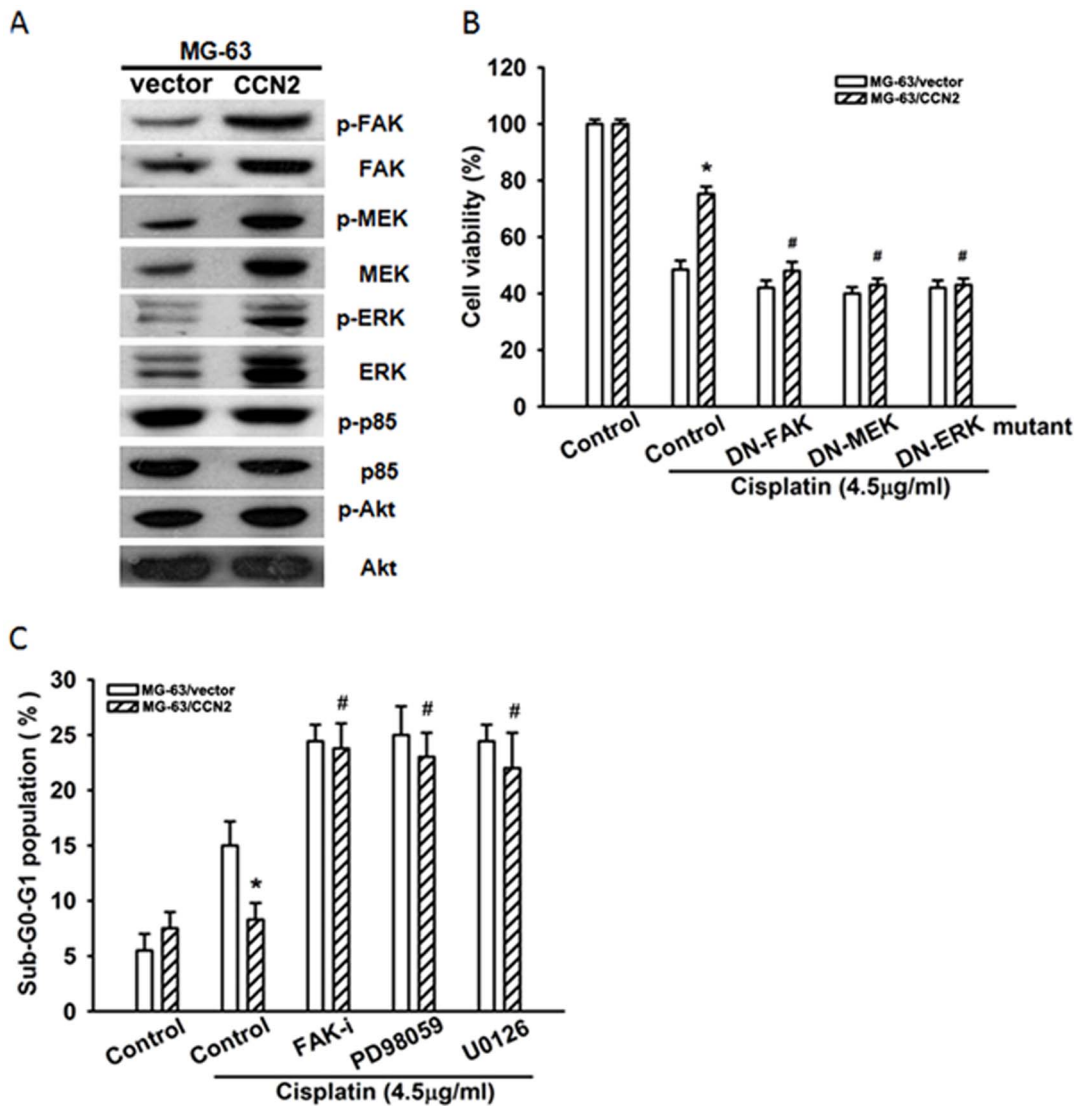 A
MG-63
vector CCN2
p-FAK
FAK
p-MEK
MEK
p-ERK
ERK
p-p85
p85
p-Akt
Akt
B
Cell viability (%)
120
100
80
60
40
20
0
MG-63/vector
MG-63/CCN2
*
# # #
Control Control DN-FAK DN-MEK DN-ERK mutant
Cisplatin (4.5μg/ml)
C
Sub-G0-G1 population ( % )
30
25
20
15
10
5
0
MG-63/vector
MG-63/CCN2
*
# # #
Control Control FAK-i PD98059 U0126
Cisplatin (4.5μg/ml)